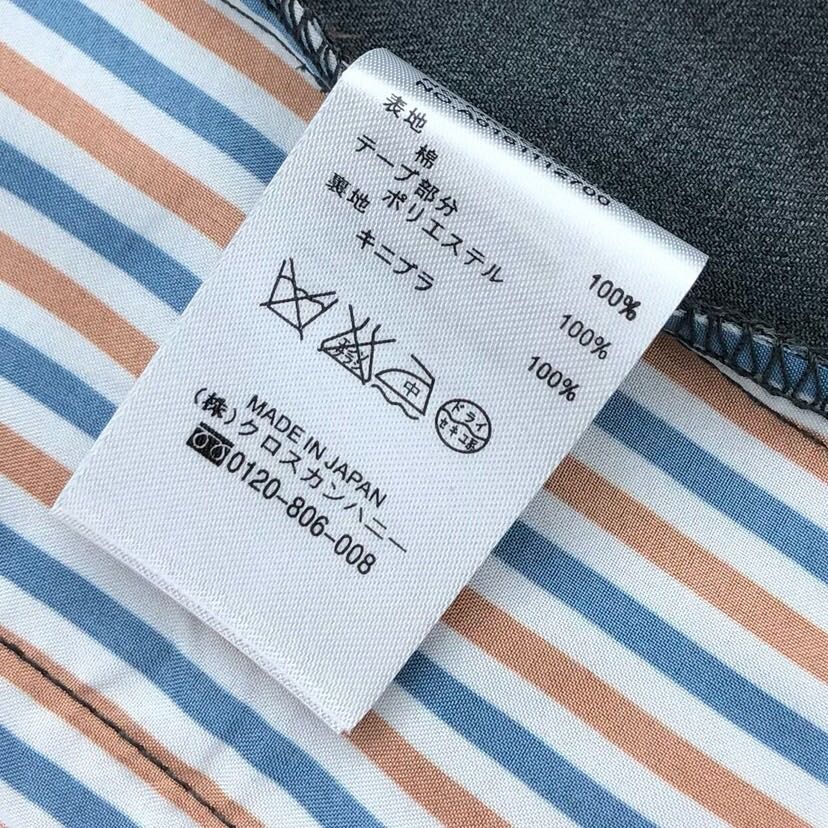 表地
棉 100%
テープ部分
ポリエステル 100%
裏地
キニプラ 100%
中
ドライ
セキユ系
MADE IN JAPAN
(株)クロスカンハニー
0120-806-008